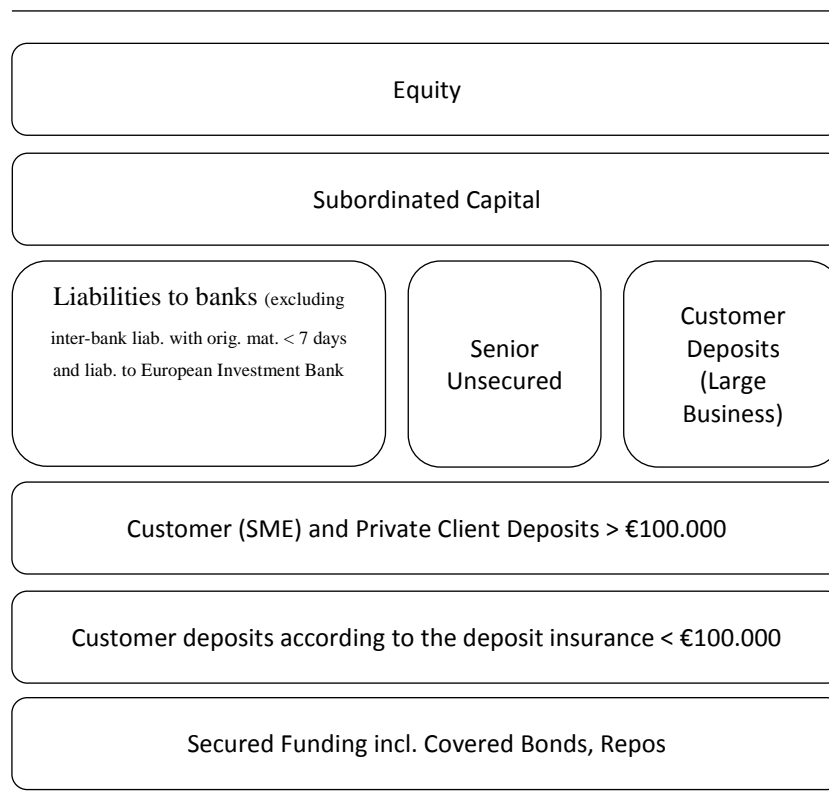 Equity
Subordinated Capital
Liabilities to banks (excluding
inter-bank liab. with orig. mat. < 7 days
and liab. to European Investment Bank
Senior
Unsecured
Customer
Deposits
(Large
Business)
Customer (SME) and Private Client Deposits > €100.000
Customer deposits according to the deposit insurance < €100.000
Secured Funding incl. Covered Bonds, Repos